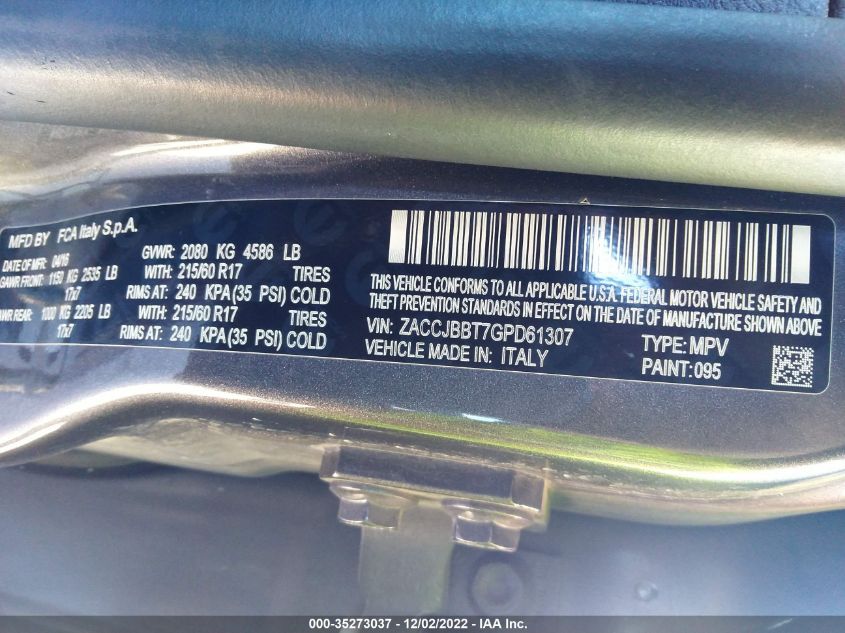 MFD BY FCA Italy S.p.A.
DATE OF MFR 04/16
GVWR: 2080 KG 4586 LB
GAWR FRONT: 1150 KG 2535 LB
WITH: 215/60 R17 TIRES
17x7
RIMS AT: 240 KPA(35 PSI) COLD
WR REAR: 1000 KG 2205 LB
WITH: 215/60 R17 TIRES
17x7
RIMS AT: 240 KPA(35 PSI) COLD
THIS VEHICLE CONFORMS TO ALL APPLICABLE U.S.A. FEDERAL MOTOR VEHICLE SAFETY AND
THEFT PREVENTION STANDARDS IN EFFECT ON THE DATE OF MANUFACTURE SHOWN ABOVE
VIN: ZACCJBBT7GPD61307
TYPE: MPV
VEHICLE MADE IN: ITALY
PAINT: 095
000-35273037 - 12/02/2022 - IAA Inc.